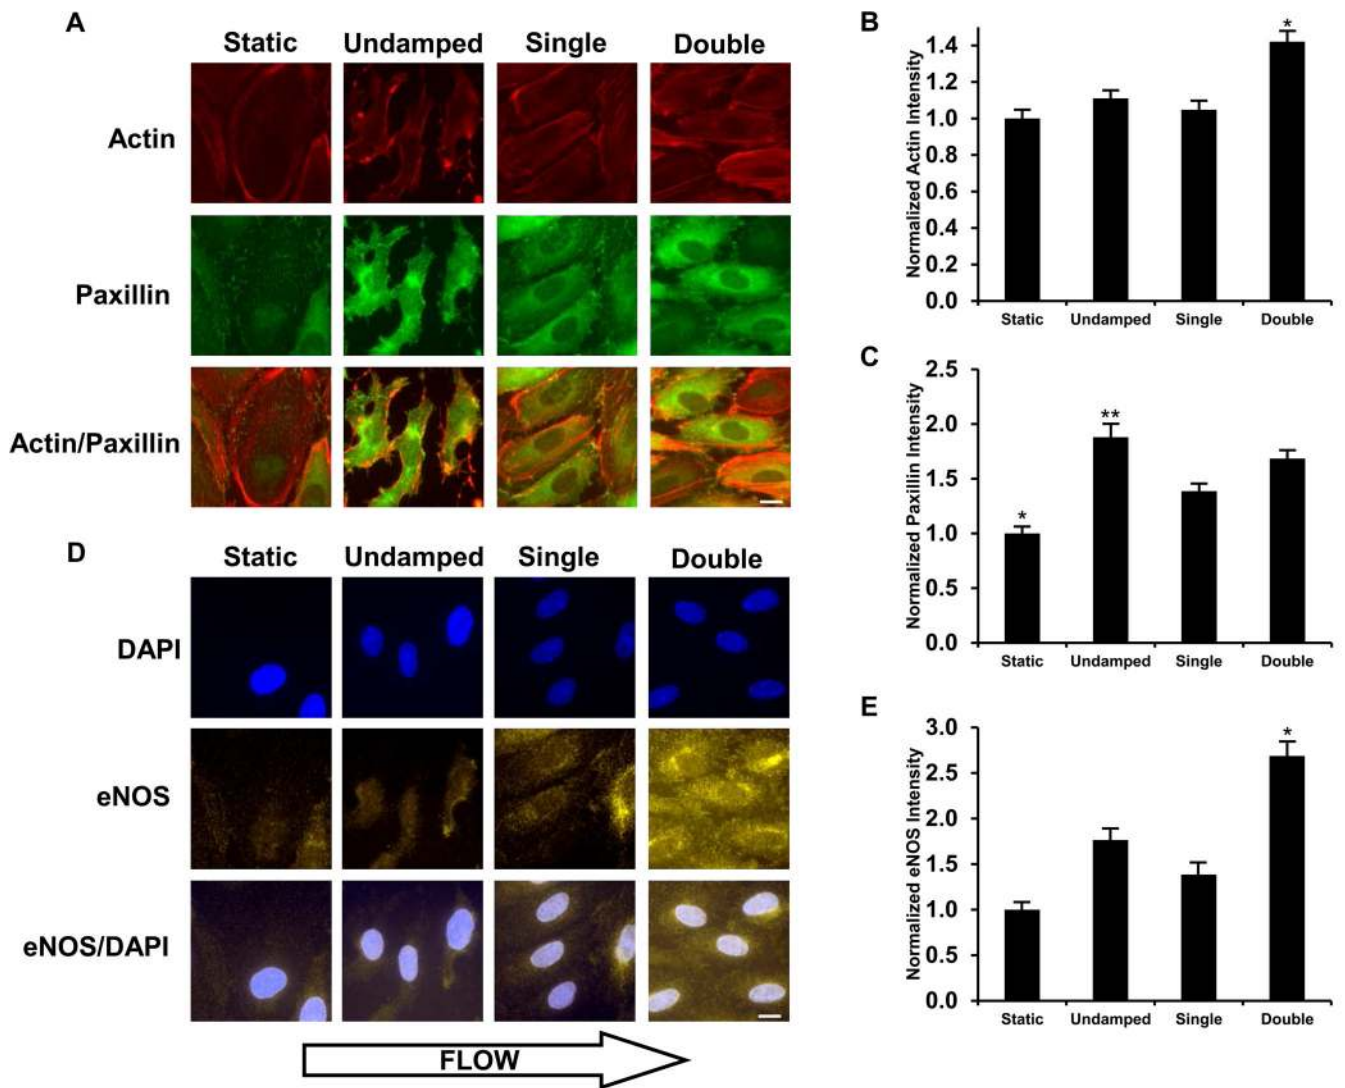 A
Static Undamped Single Double
Actin
Paxillin
Actin/Paxillin
D
Static Undamped Single Double
DAPI
eNOS
eNOS/DAPI
FLOW
B
Normalized Actin Intensity
1.4
1.2
1.0
0.8
0.6
0.4
0.2
0.0
*
Static Undamped Single Double
C
Normalized Paxillin Intensity
2.5
2.0
1.5
1.0
0.5
0.0
*
**
Static Undamped Single Double
E
Normalized eNOS Intensity
3.0
2.5
2.0
1.5
1.0
0.5
0.0
*
Static Undamped Single Double